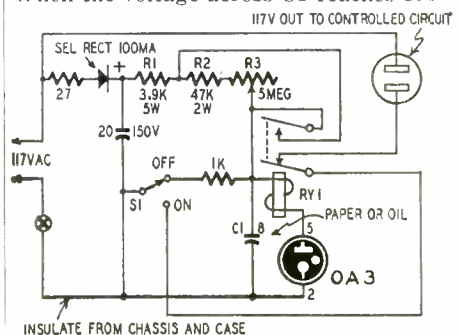 117V OUT TO CONTROLLED CIRCUIT
SEL RECT 100MA
+
R1
R2
R3
27
3.9K
5W
47K
2W
5MEG
20
150V
117VAC
OFF
1K
S1
ON
RY1
C1
8
PAPER OR OIL
5
OA3
2
INSULATE FROM CHASSIS AND CASE